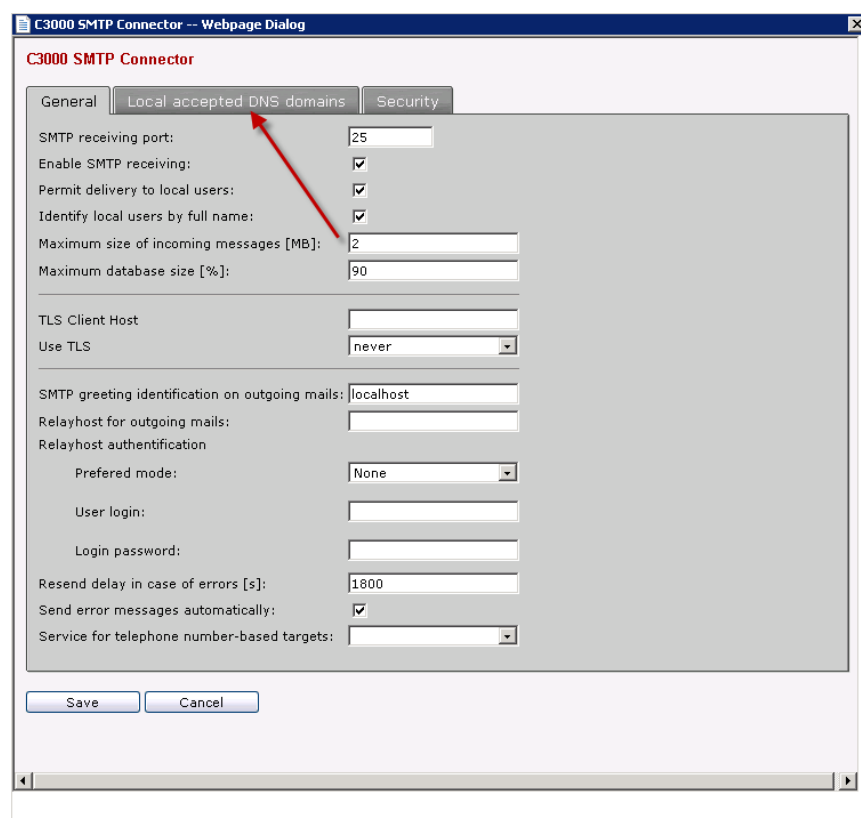 C3000 SMTP Connector -- Webpage Dialog
C3000 SMTP Connector
General Local accepted DNS domains Security
SMTP receiving port: 25
Enable SMTP receiving:
Permit delivery to local users:
Identify local users by full name:
Maximum size of incoming messages [MB]: 2
Maximum database size [%]: 90
TLS Client Host
Use TLS never
SMTP greeting identification on outgoing mails: localhost
Relayhost for outgoing mails:
Relayhost authentification
Prefered mode: None
User login:
Login password:
Resend delay in case of errors [s]: 1800
Send error messages automatically:
Service for telephone number-based targets:
Save Cancel